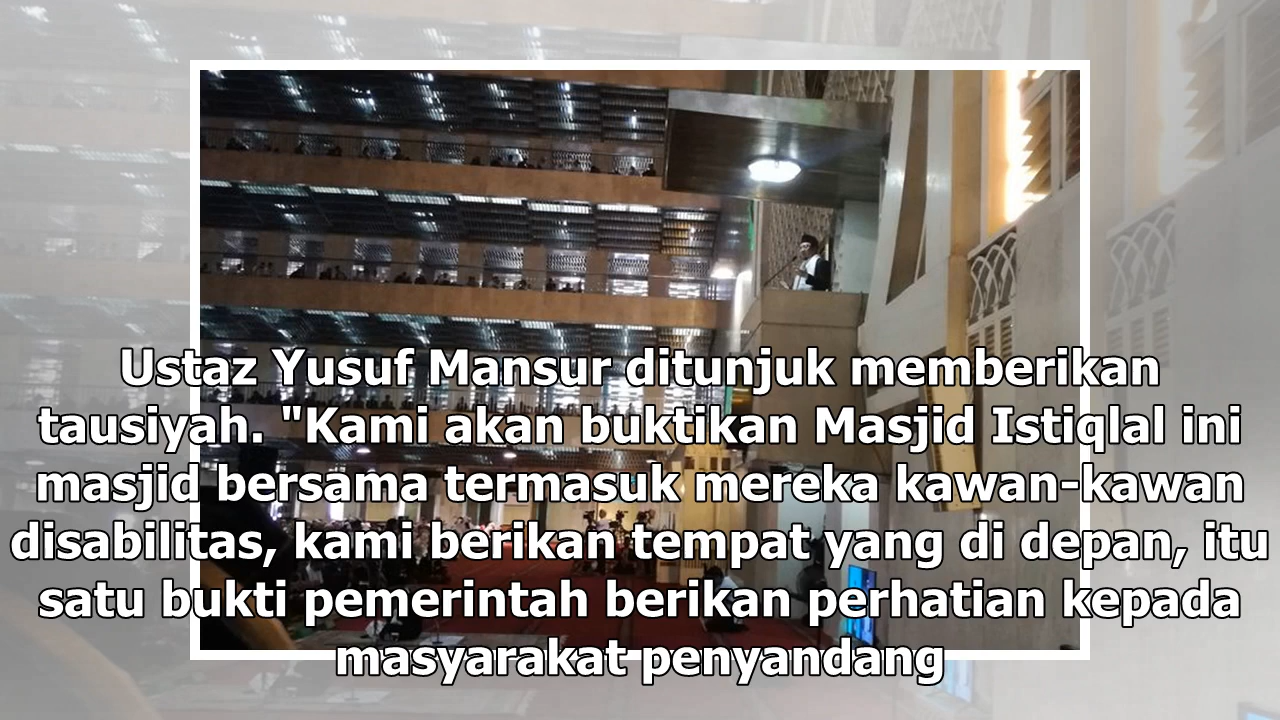 Ustaz Yusuf Mansur ditunjuk memberikan
tausiyah. "Kami akan buktikan Masjid Istiqlal ini
masjid bersama termasuk mereka kawan-kawan
disabilitas, kami berikan tempat yang di depan, itu
satu bukti pemerintah berikan perhatian kepada
masyarakat penyandang